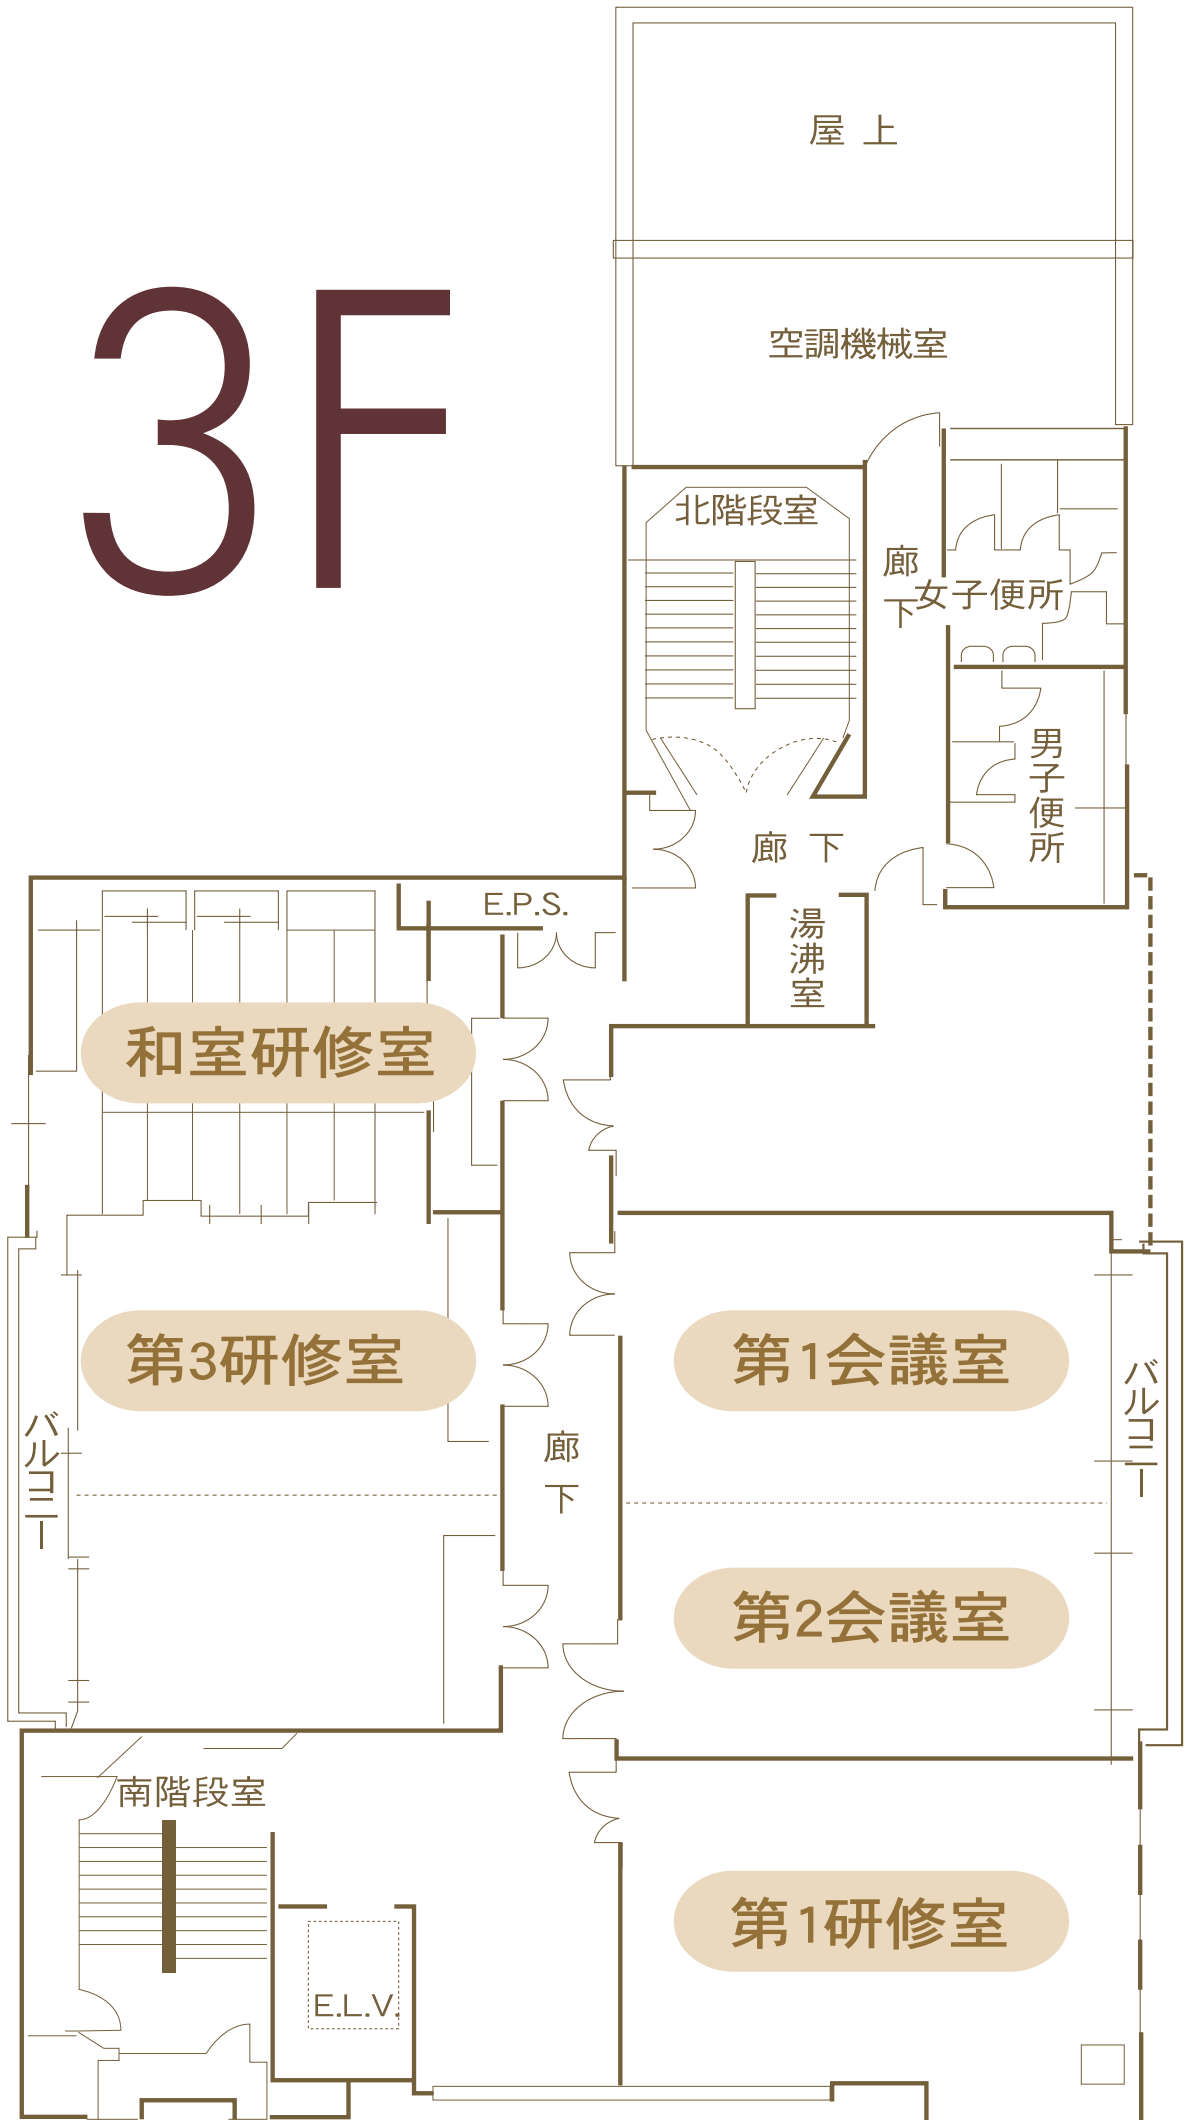 屋上
3F
空調機械室
北階段室
廊下
女子便所
男子便所
廊下
E.P.S.
湯沸室
和室研修室
第3研修室
第1会議室
バルコニー
バルコニー
廊下
第2会議室
南階段室
第1研修室
E.L.V.